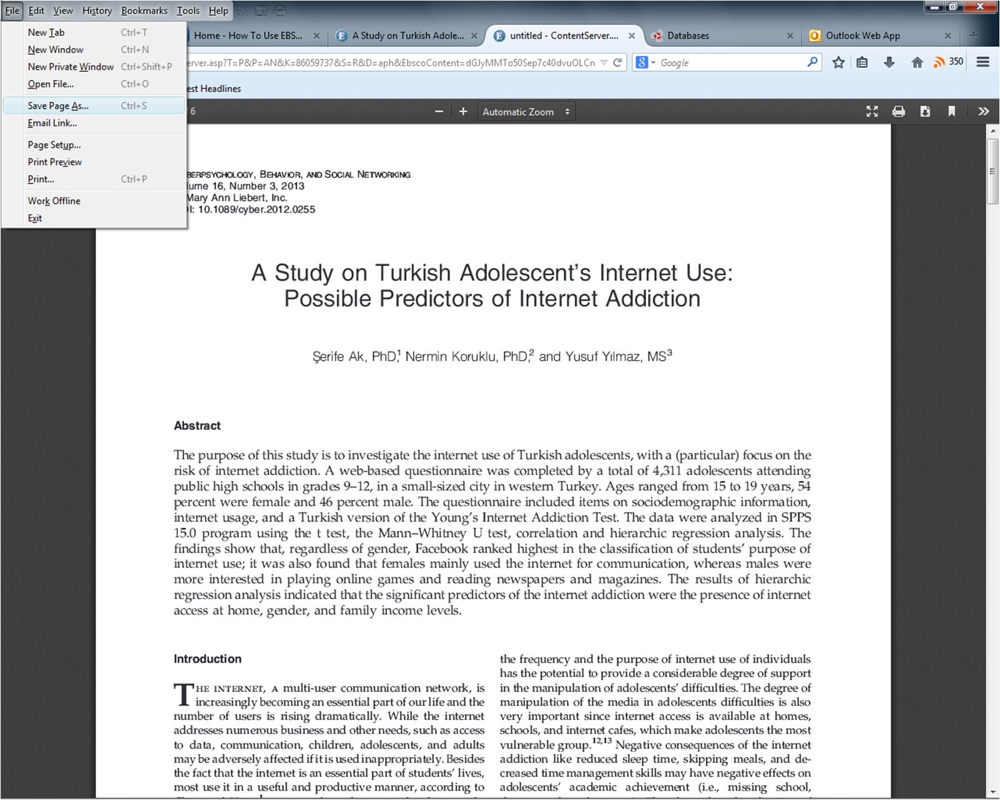 File Edit View History Bookmarks Tools Help
New Tab Ctrl+T
New Window Ctrl+N
New Private Window Ctrl+Shift+P
Open File... Ctrl+O
Save Page As... Ctrl+S
Email Link...
Page Setup...
Print Preview
Print... Ctrl+P
Work Offline
Exit
Home - How To Use EBS... A Study on Turkish Adole... untitled - ContentServer.... Databases Outlook Web App
erver.asp?T=P&P=AN&K=86059737&S=R&D=aph&EbscoContent=dGJyMMTo50Sep7c40dvuOLCn Google 350
est Headlines
6 Automatic Zoom
BERPSYCHOLOGY, BEHAVIOR, AND SOCIAL NETWORKING
ume 16, Number 3, 2013
Mary Ann Liebert, Inc.
I: 10.1089/cyber.2012.0255
A Study on Turkish Adolescent's Internet Use:
Possible Predictors of Internet Addiction
Şerife Ak, PhD,1 Nermin Koruklu, PhD,2 and Yusuf Yılmaz, MS3
Abstract
The purpose of this study is to investigate the internet use of Turkish adolescents, with a (particular) focus on the
risk of internet addiction. A web-based questionnaire was completed by a total of 4,311 adolescents attending
public high schools in grades 9–12, in a small-sized city in western Turkey. Ages ranged from 15 to 19 years, 54
percent were female and 46 percent male. The questionnaire included items on sociodemographic information,
internet usage, and a Turkish version of the Young's Internet Addiction Test. The data were analyzed in SPPS
15.0 program using the t test, the Mann–Whitney U test, correlation and hierarchic regression analysis. The
findings show that, regardless of gender, Facebook ranked highest in the classification of students' purpose of
internet use; it was also found that females mainly used the internet for communication, whereas males were
more interested in playing online games and reading newspapers and magazines. The results of hierarchic
regression analysis indicated that the significant predictors of the internet addiction were the presence of internet
access at home, gender, and family income levels.
Introduction
THE INTERNET, A multi-user communication network, is
increasingly becoming an essential part of our life and the
number of users is rising dramatically. While the internet
addresses numerous business and other needs, such as access
to data, communication, children, adolescents, and adults
may be adversely affected if it is used inappropriately. Besides
the fact that the internet is an essential part of students' lives,
most use it in a useful and productive manner, according to
the frequency and the purpose of internet use of individuals
has the potential to provide a considerable degree of support
in the manipulation of adolescents' difficulties. The degree of
manipulation of the media in adolescents difficulties is also
very important since internet access is available at homes,
schools, and internet cafes, which make adolescents the most
vulnerable group.12,13 Negative consequences of the internet
addiction like reduced sleep time, skipping meals, and de-
creased time management skills may have negative effects on
adolescents' academic achievement (i.e., missing school,